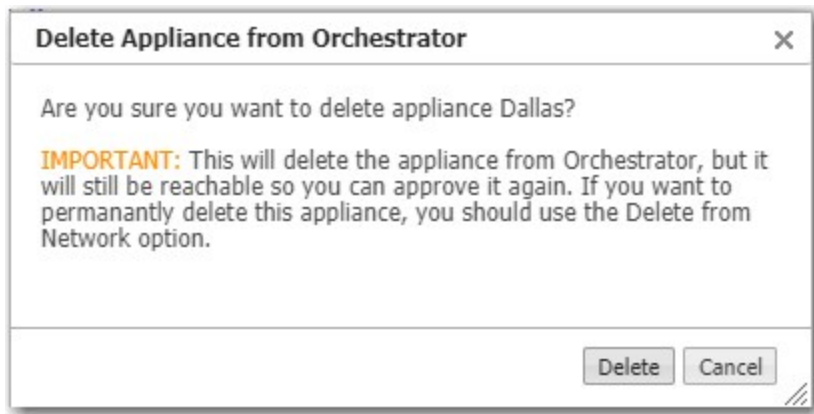 Delete Appliance from Orchestrator
Are you sure you want to delete appliance Dallas?
IMPORTANT: This will delete the appliance from Orchestrator, but it
will still be reachable so you can approve it again. If you want to
permanantly delete this appliance, you should use the Delete from
Network option.
Delete Cancel